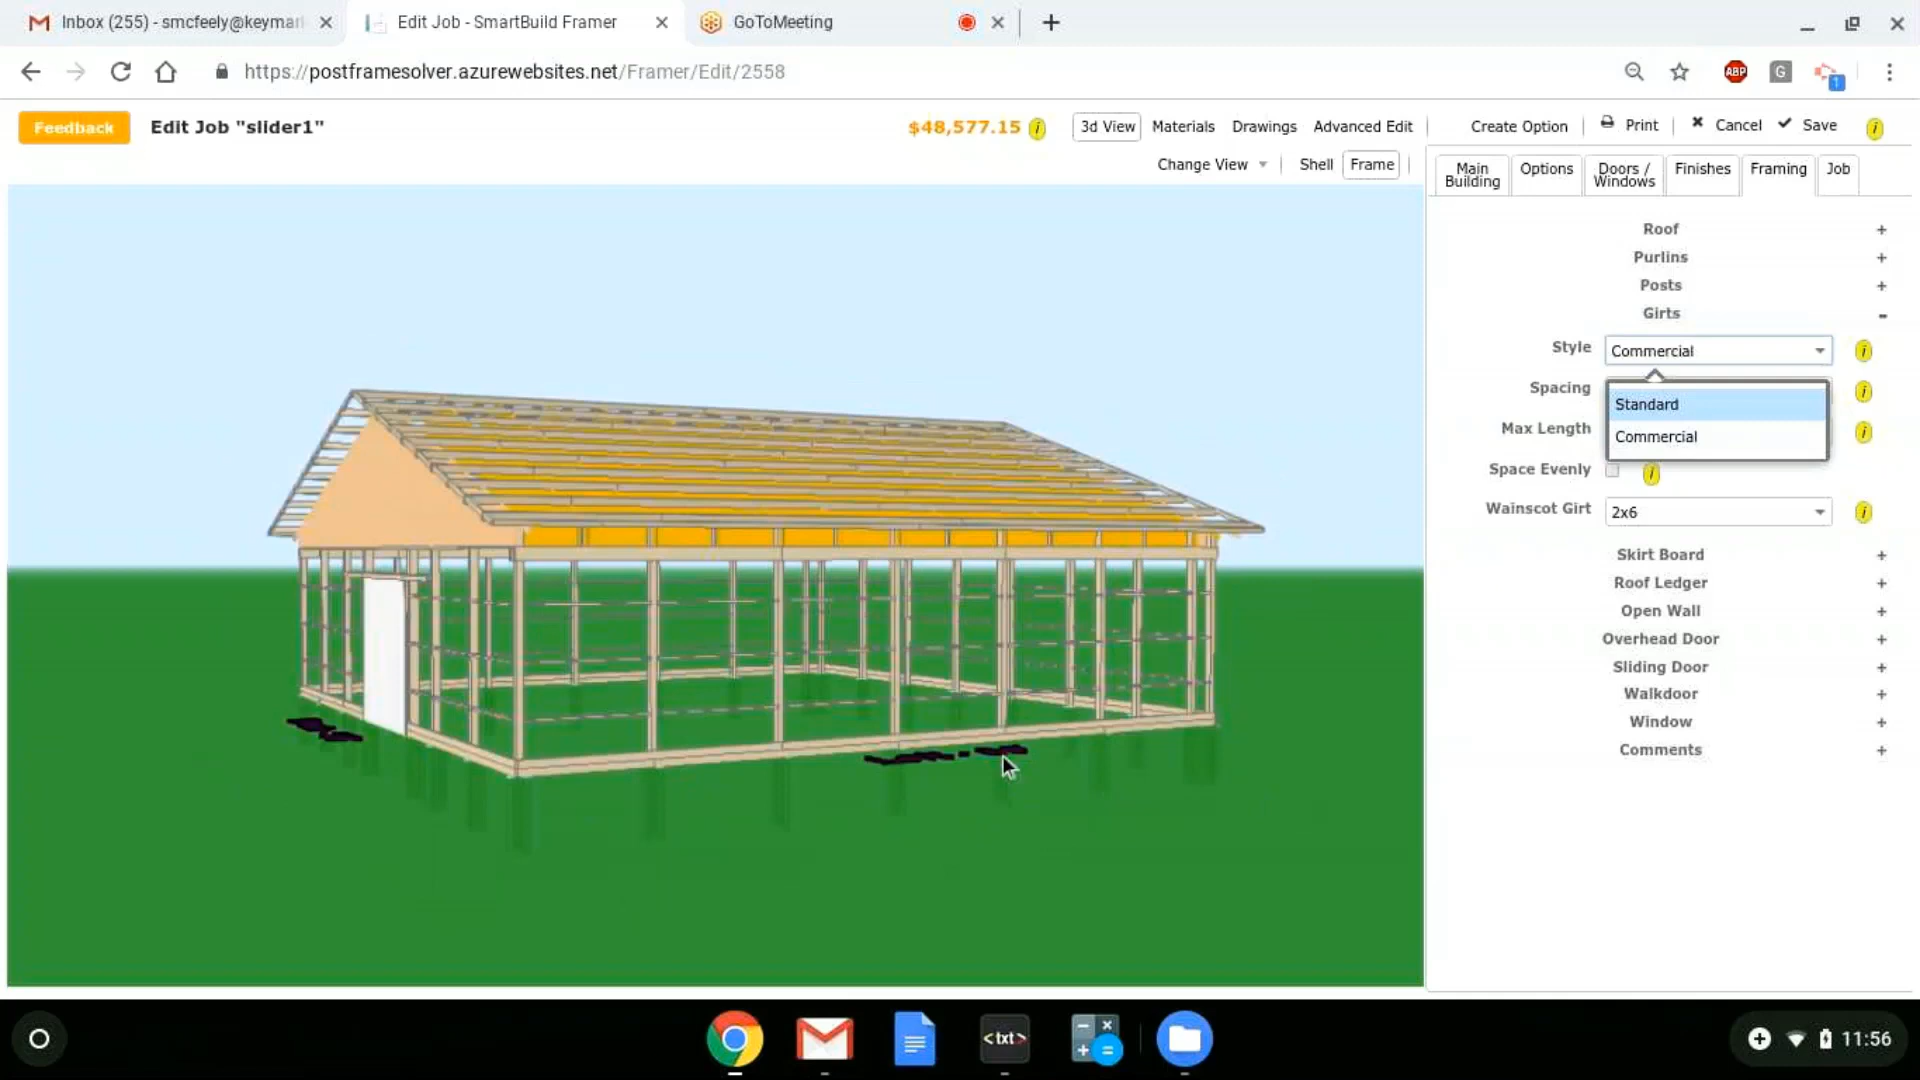 Inbox (255) - smcfeely@keymar
Edit Job - SmartBuild Framer
GoToMeeting
https://postframesolver.azurewebsites.net/Framer/Edit/2558
ABP
G
1
Feedback
Edit Job "slider1"
$48,577.15
3d View
Materials
Drawings
Advanced Edit
Create Option
Print
Cancel
Save
Change View
Shell
Frame
Main Building
Options
Doors / Windows
Finishes
Framing
Job
Roof +
Purlins +
Posts +
Girts -
Style Commercial
Spacing
Standard
Max Length
Commercial
Space Evenly
Wainscot Girt 2x6
Skirt Board +
Roof Ledger +
Open Wall +
Overhead Door +
Sliding Door +
Walkdoor +
Window +
Comments +
<txt>
11:56